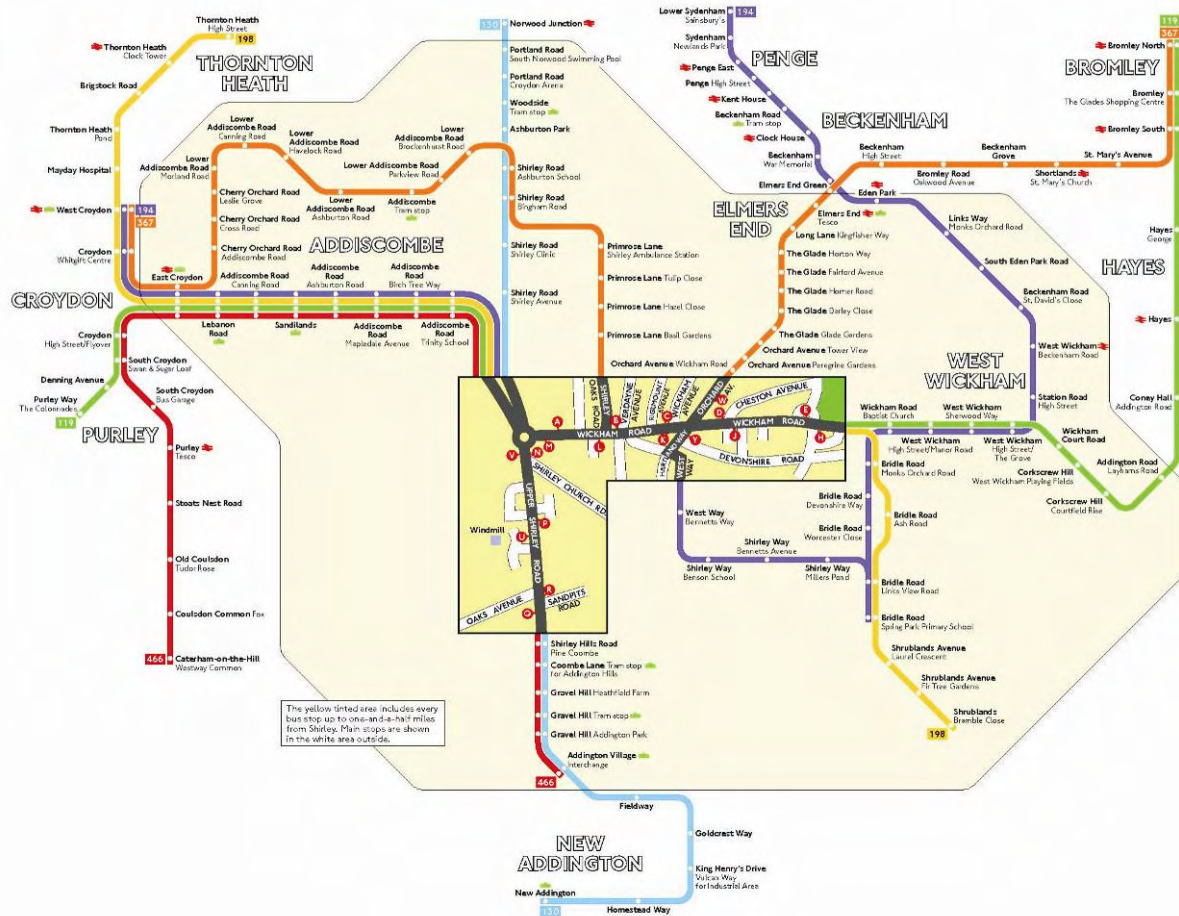 Thornton Heath
High Street
198
Thornton Heath
Clock Tower
THORNTON
HEATH
Brigstock Road
Thornton Heath
Pond
Mayday Hospital
West Croydon
194
367
Croydon
Whitgift Centre
East Croydon
CROYDON
Croydon
High Street/Flyover
South Croydon
Swan & Sugar Loaf
Denning Avenue
South Croydon
Bus Garage
Purley Way
The Colonnades
119
PURLEY
Purley
Tesco
Stoats Nest Road
Old Coulsdon
Tudor Rose
Coulsdon Common Fox
466
Caterham-on-the-Hill
Westway Common
Lower
Addiscombe Road
Canning Road
Lower
Addiscombe Road
Havelock Road
Lower
Addiscombe Road
Brockenhurst Road
Lower
Addiscombe Road
Morland Road
Lower Addiscombe Road
Parkview Road
Cherry Orchard Road
Leslie Grove
Lower
Addiscombe Road
Ashburton Road
Addiscombe
Tram stop
Cherry Orchard Road
Cross Road
Cherry Orchard Road
Addiscombe Road
ADDISCOMBE
Addiscombe Road
Canning Road
Addiscombe
Road
Ashburton Road
Addiscombe
Road
Birch Tree Way
Lebanon
Road
Sandilands
Addiscombe
Road
Mapledale Avenue
Addiscombe
Road
Trinity School
130
Norwood Junction
Portland Road
South Norwood Swimming Pool
Portland Road
Croydon Arena
Woodside
Tram stop
Ashburton Park
Shirley Road
Ashburton School
Shirley Road
Bingham Road
Shirley Road
Shirley Clinic
Shirley Road
Shirley Avenue
Primrose Lane
Shirley Ambulance Station
Primrose Lane Tulip Close
Primrose Lane Hazel Close
Primrose Lane Basil Gardens
Orchard Avenue Wickham Road
Lower Sydenham
Sainsbury's
194
Sydenham
Newlands Park
PENGE
Penge East
Penge High Street
Kent House
Beckenham Road
Tram stop
Clock House
BECKENHAM
Beckenham
War Memorial
Beckenham
High Street
Beckenham
Grove
St. Mary's Avenue
Bromley Road
Oakwood Avenue
Shortlands
St. Mary's Church
119
367
Bromley North
BROMLEY
Bromley
The Glades Shopping Centre
Bromley South
Elmers End Green
Eden Park
ELMERS
END
Elmers End
Tesco
Links Way
Monks Orchard Road
Long Lane Kingfisher Way
The Glade Horton Way
The Glade Fairford Avenue
The Glade Homer Road
The Glade Darley Close
The Glade Glade Gardens
Orchard Avenue Tower View
Orchard Avenue Peregrine Gardens
South Eden Park Road
Beckenham Road
St. David's Close
West Wickham
Beckenham Road
WEST
WICKHAM
Station Road
High Street
Hayes
George
HAYES
Hayes
Coney Hall
Addington Road
Wickham Road
Baptist Church
West Wickham
Sherwood Way
West Wickham
High Street/Manor Road
West Wickham
High Street/
The Grove
Wickham
Court Road
Corkscrew Hill
West Wickham Playing Fields
Addington Road
Layhams Road
Corkscrew Hill
Courtfield Rise
OAKS ROAD
SHIRLEY
VERDAYNE
AVENUE
RIDGEMOUNT
AVENUE
WICKHAM
AVENUE
ORCHARD
AV.
CHESTON AVENUE
WICKHAM ROAD
WICKHAM ROAD
HARTLAND WAY
WEST
WAY
DEVONSHIRE ROAD
SHIRLEY CHURCH RD.
UPPER SHIRLEY ROAD
Windmill
OAKS AVENUE
SANDPITS
ROAD
A
B
C
D
E
H
J
K
L
M
N
P
Q
R
U
V
W
Y
Bridle Road
Monks Orchard Road
Bridle Road
Devonshire Way
Bridle Road
Ash Road
Bridle Road
Worcester Close
West Way
Bennetts Way
Shirley Way
Bennetts Avenue
Shirley Way
Benson School
Shirley Way
Millers Pond
Bridle Road
Links View Road
Bridle Road
Spring Park Primary School
Shrublands Avenue
Laurel Crescent
Shrublands Avenue
Fir Tree Gardens
Shrublands
Bramble Close
198
Shirley Hills Road
Pine Coombe
Coombe Lane Tram stop
for Addington Hills
Gravel Hill Heathfield Farm
Gravel Hill Tram stop
Gravel Hill Addington Park
Addington Village
Interchange
466
Fieldway
Goldcrest Way
King Henry's Drive
Vulcan Way
for Industrial Area
NEW
ADDINGTON
New Addington
130
Homestead Way
The yellow tinted area includes every
bus stop up to one-and-a-half miles
from Shirley. Main stops are shown
in the white area outside.